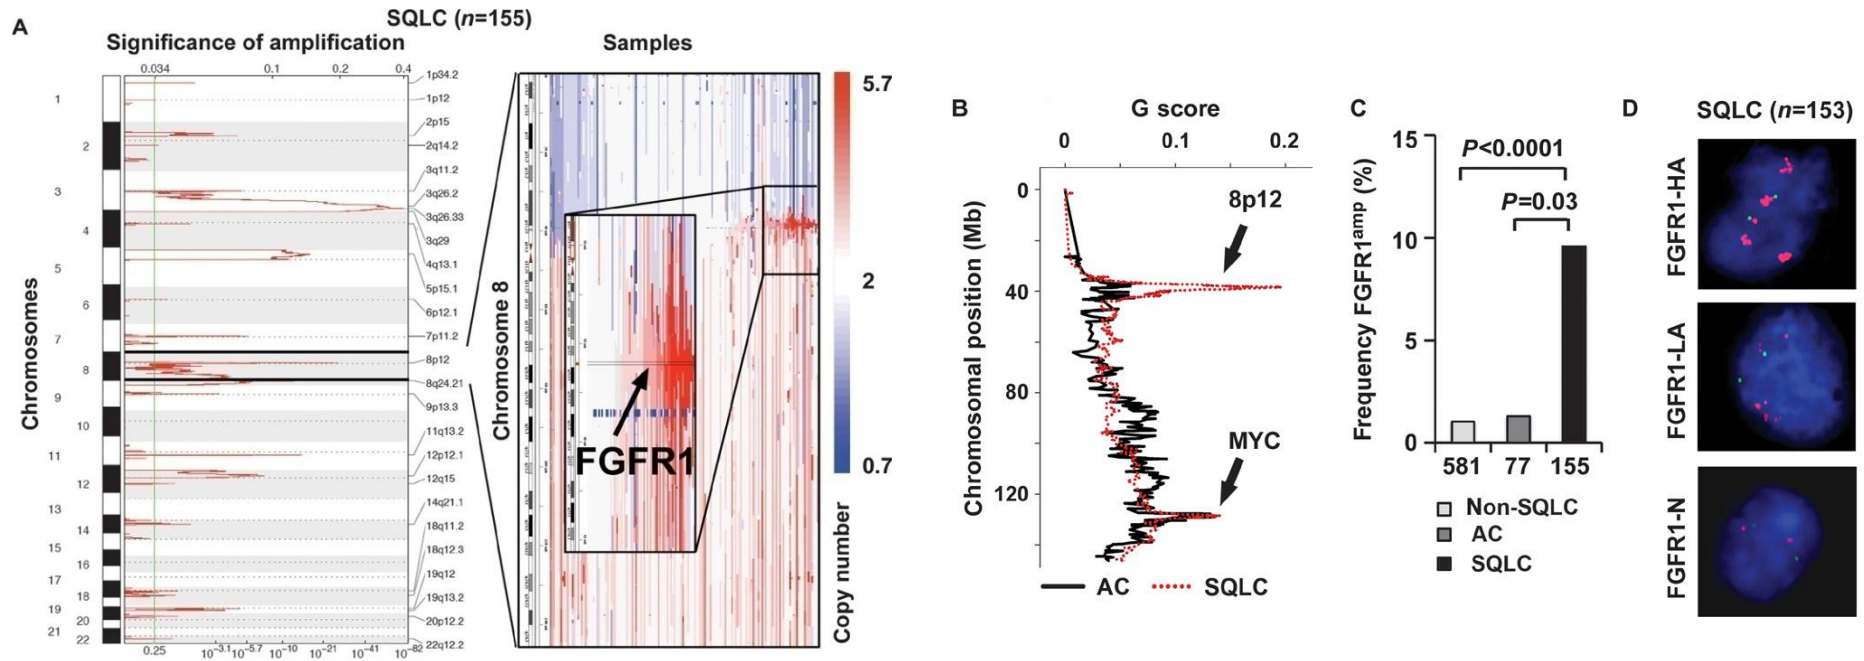 A
SQLC (n=155)
Significance of amplification
0.034 0.1 0.2 0.4
Chromosomes
1
2
3
4
5
6
7
8
9
10
11
12
13
14
15
16
17
18
19
20
21
22
1p34.2
1p12
2p15
2q14.2
3q11.2
3q26.2
3q26.33
3q29
4q13.1
5p15.1
6p12.1
7p11.2
8p12
8q24.21
9p13.3
11q13.2
12p12.1
12q15
14q21.1
18q11.2
18q12.3
19q12
19q13.2
20p12.2
22q12.2
0.25 10⁻³·¹ 10⁻⁵·⁷ 10⁻¹⁰ 10⁻²¹ 10⁻⁴¹ 10⁻⁸²
Samples
Chromosome 8
FGFR1
5.7
2
0.7
Copy number
B
G score
0 0.1 0.2
Chromosomal position (Mb)
0
40
80
120
8p12
MYC
AC SQLC
C
Frequency FGFR1ᵃᵐᵖ (%)
15
10
5
0
P<0.0001
P=0.03
581 77 155
Non-SQLC
AC
SQLC
D
SQLC (n=153)
FGFR1-HA
FGFR1-LA
FGFR1-N